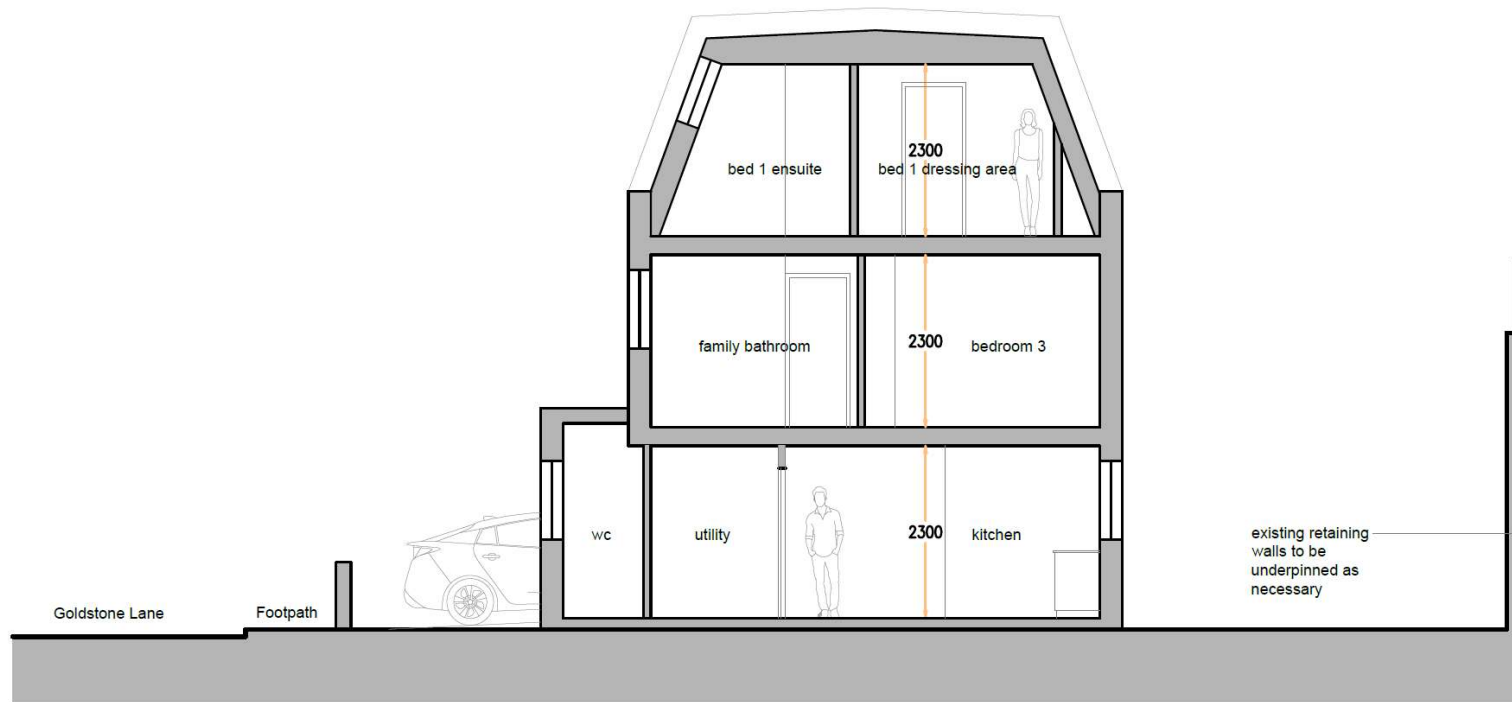 2300
bed 1 ensuite
bed 1 dressing area
2300
family bathroom
bedroom 3
2300
wc
utility
kitchen
existing retaining
walls to be
underpinned as
necessary
Goldstone Lane
Footpath